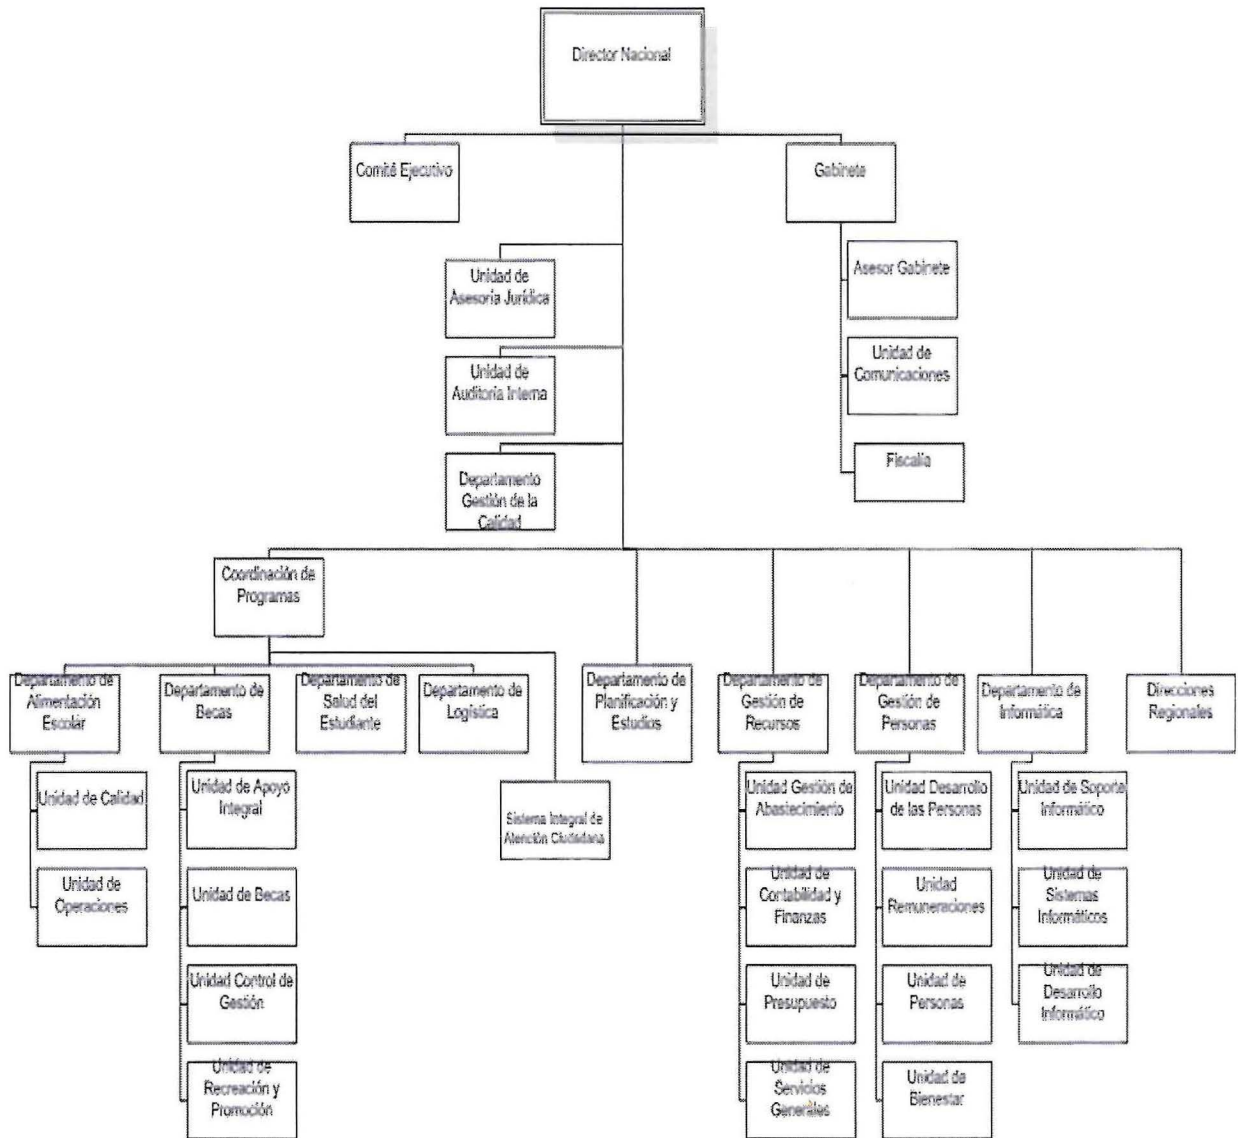 Director Nacional
Comité Ejecutivo
Gabinete
Asesor Gabinete
Unidad de
Comunicaciones
Fiscalía
Unidad de
Asesoría Jurídica
Unidad de
Auditoria Interna
Departamento
Gestión de la
Calidad
Coordinación de
Programas
Departamento de
Alimentación
Escolar
Departamento de
Becas
Departamento de
Salud del
Estudiante
Departamento de
Logística
Departamento de
Planificación y
Estudios
Departamento de
Gestión de
Recursos
Departamento de
Gestión de
Personas
Departamento de
Informática
Direcciones
Regionales
Unidad de Calidad
Unidad de
Operaciones
Unidad de Apoyo
Integral
Unidad de Becas
Unidad Control de
Gestión
Unidad de
Recreación y
Promoción
Sistema Integral de
Atención Ciudadana
Unidad Gestión de
Abastecimiento
Unidad de
Contabilidad y
Finanzas
Unidad de
Presupuesto
Unidad de
Servicios
Generales
Unidad Desarrollo
de las Personas
Unidad
Remuneraciones
Unidad de
Personas
Unidad de
Bienestar
Unidad de Soporte
Informático
Unidad de
Sistemas
Informáticos
Unidad de
Desarrollo
Informático